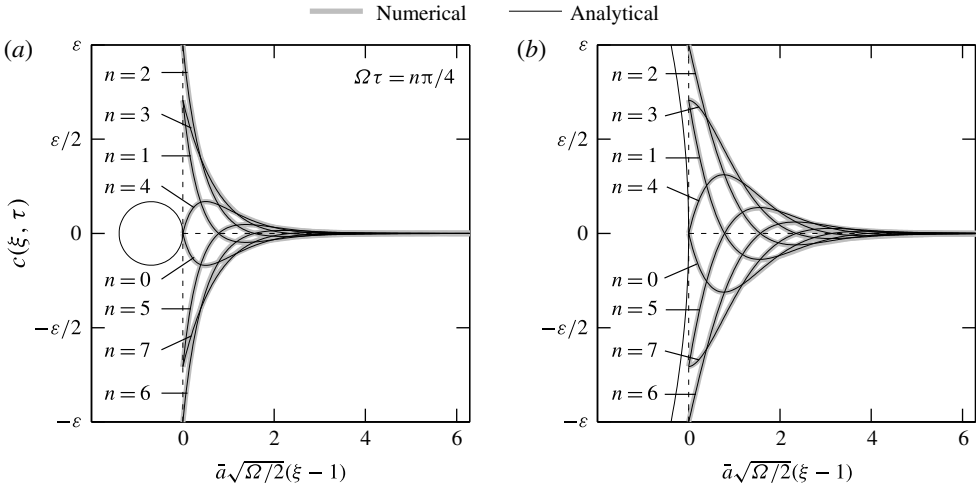 Numerical
Analytical
(a)
ε
ε/2
0
−ε/2
−ε
c(ξ, τ)
n = 2
n = 3
n = 1
n = 4
n = 0
n = 5
n = 7
n = 6
Ωτ = nπ/4
0 2 4 6
ā√Ω/2(ξ − 1)
(b)
ε
ε/2
0
−ε/2
−ε
n = 2
n = 3
n = 1
n = 4
n = 0
n = 5
n = 7
n = 6
0 2 4 6
ā√Ω/2(ξ − 1)